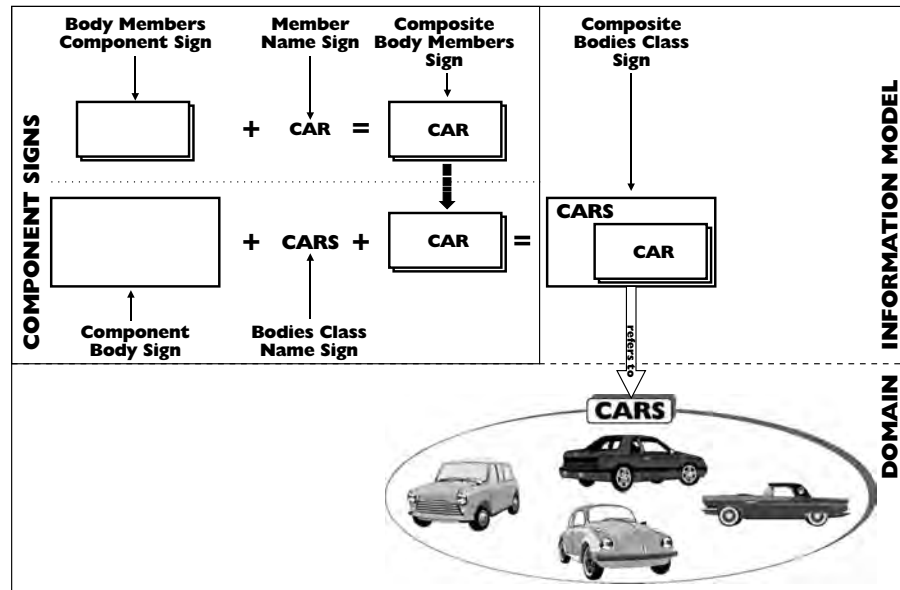 Body Members
Component Sign
Member
Name Sign
Composite
Body Members
Sign
Composite
Bodies Class
Sign
+ CAR = CAR
CARS
CAR
+ CARS + CAR =
Component
Body Sign
Bodies Class
Name Sign
COMPONENT SIGNS
INFORMATION MODEL
refers to
DOMAIN
CARS